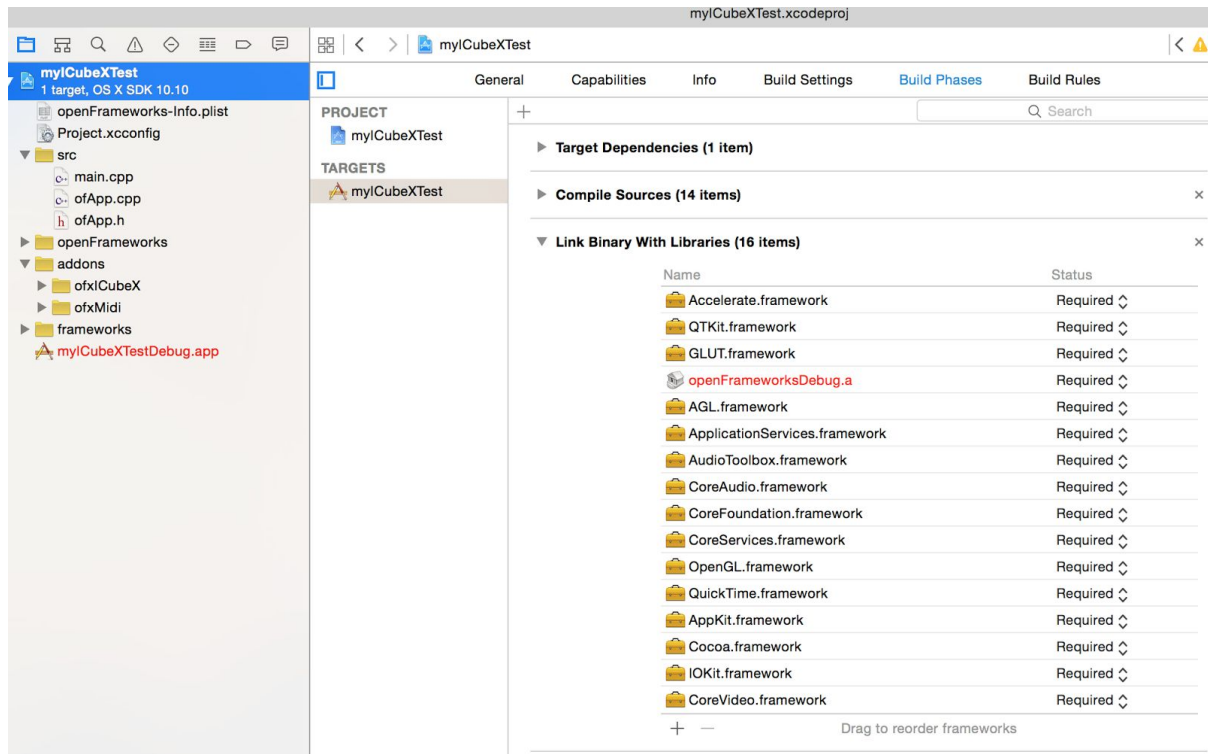 myICubeXTest.xcodeproj
myICubeXTest
myICubeXTest
1 target, OS X SDK 10.10
openFrameworks-Info.plist
Project.xcconfig
src
main.cpp
ofApp.cpp
ofApp.h
openFrameworks
addons
ofxICubeX
ofxMidi
frameworks
myICubeXTestDebug.app
General Capabilities Info Build Settings Build Phases Build Rules
PROJECT
myICubeXTest
TARGETS
myICubeXTest
Search
Target Dependencies (1 item)
Compile Sources (14 items)
Link Binary With Libraries (16 items)
Name Status
Accelerate.framework Required
QTKit.framework Required
GLUT.framework Required
openFrameworksDebug.a Required
AGL.framework Required
ApplicationServices.framework Required
AudioToolbox.framework Required
CoreAudio.framework Required
CoreFoundation.framework Required
CoreServices.framework Required
OpenGL.framework Required
QuickTime.framework Required
AppKit.framework Required
Cocoa.framework Required
IOKit.framework Required
CoreVideo.framework Required
Drag to reorder frameworks